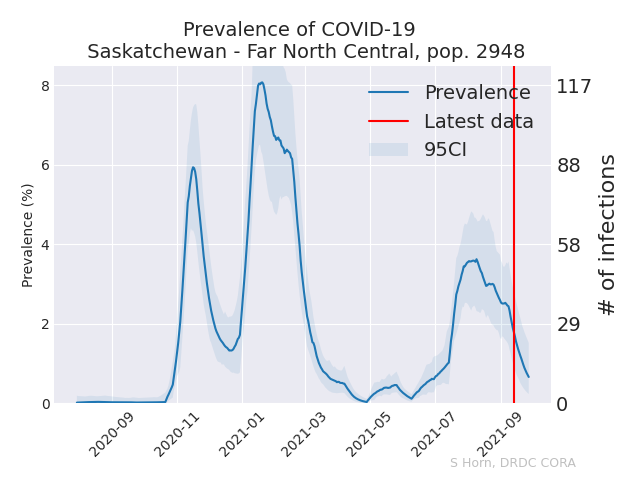 Prevalence of COVID-19
Saskatchewan - Far North Central, pop. 2948
Prevalence (%)
8
6
4
2
0
Prevalence
Latest data
95CI
117
88
58
29
0
# of infections
2020-09
2020-11
2021-01
2021-03
2021-05
2021-07
2021-09
S Horn, DRDC CORA